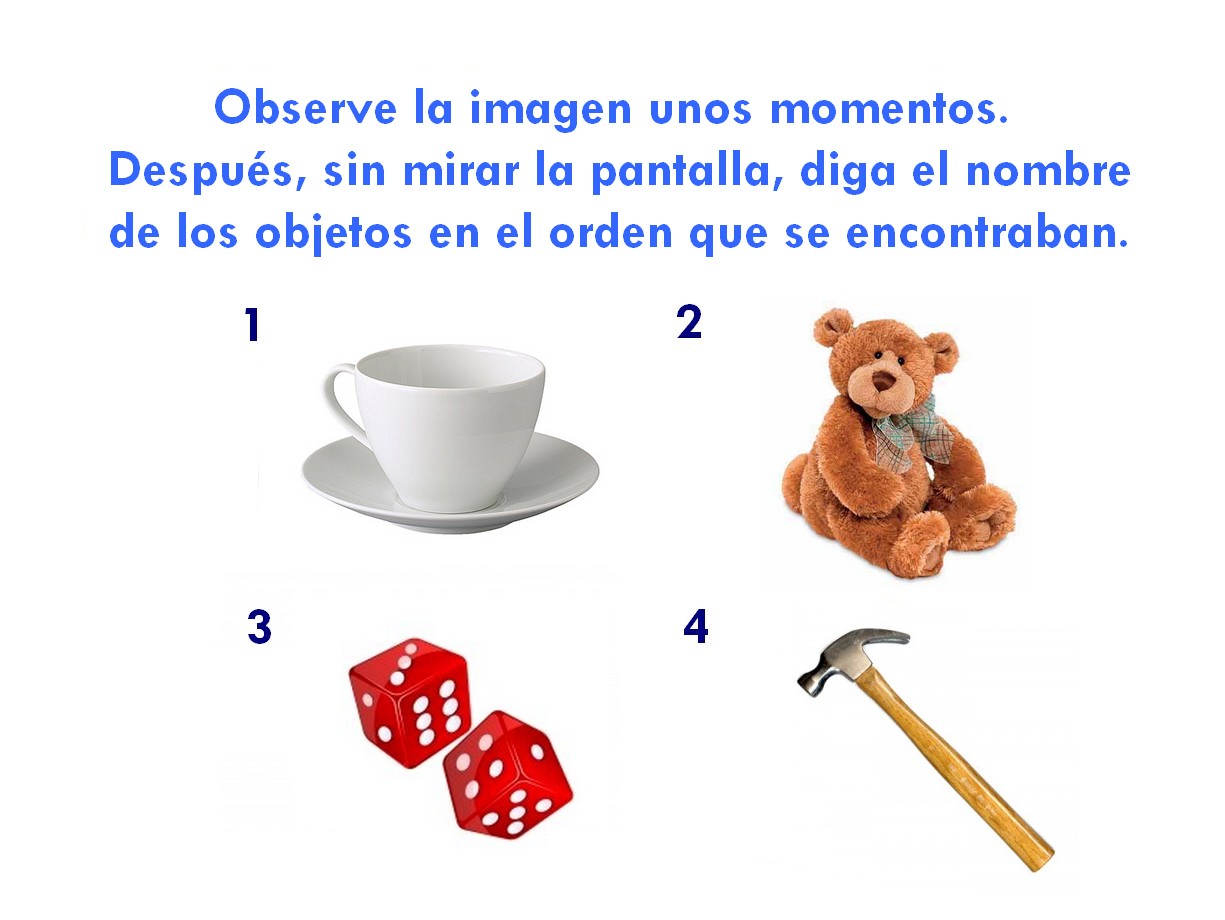 Observe la imagen unos momentos.
Después, sin mirar la pantalla, diga el nombre
de los objetos en el orden que se encontraban.
1
2
3
4